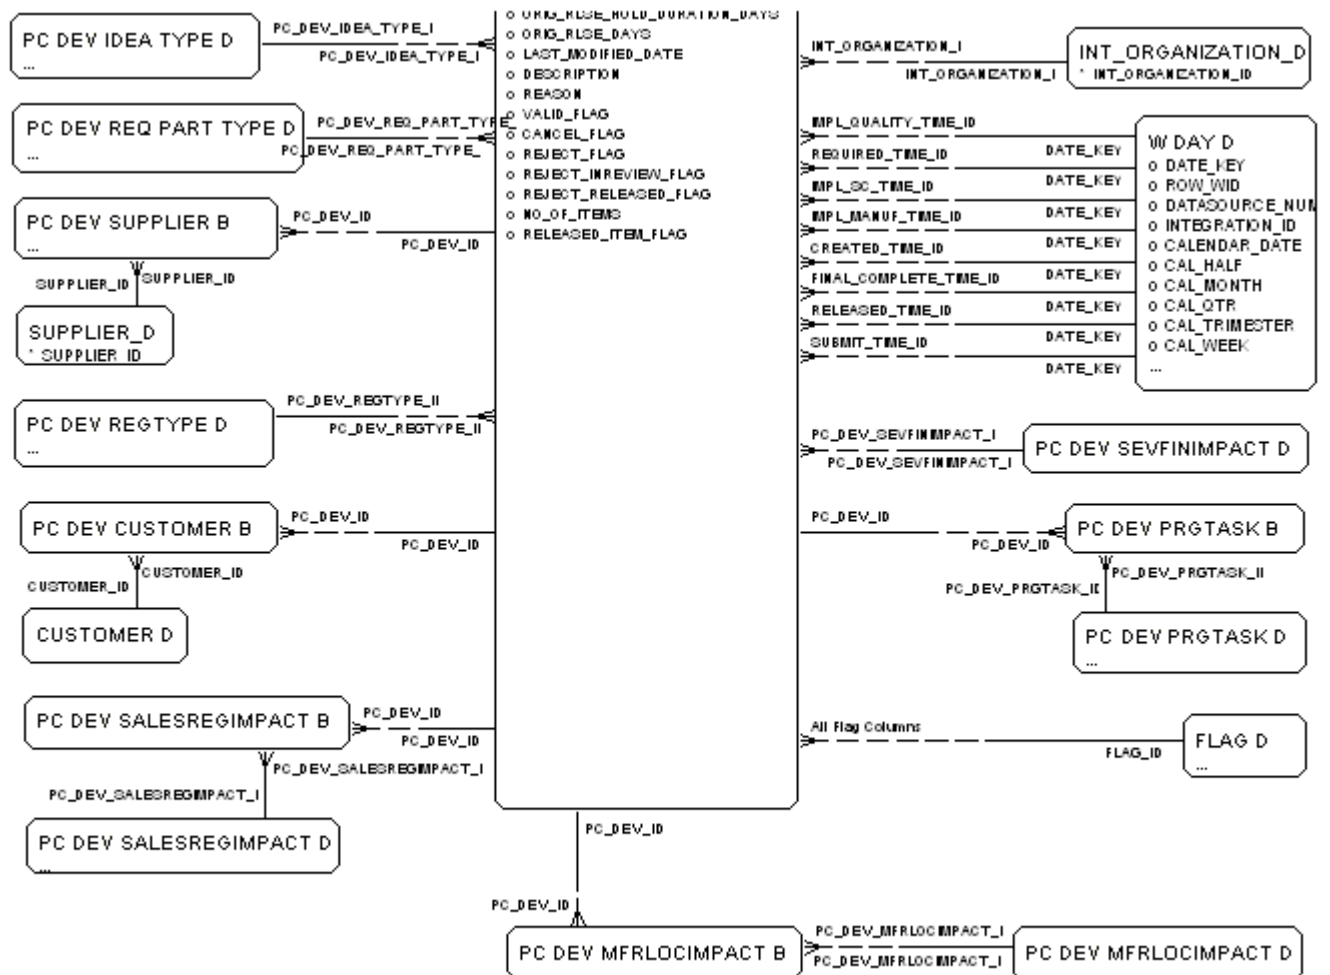 PC DEV IDEA TYPE D
...
PC_DEV_IDEA_TYPE_I
PC_DEV_IDEA_TYPE_I
PC DEV REQ PART TYPE D
...
PC_DEV_REQ_PART_TYPE_
PC_DEV_REQ_PART_TYPE_
PC DEV SUPPLIER B
...
PC_DEV_ID
PC_DEV_ID
SUPPLIER_ID
SUPPLIER_ID
SUPPLIER_D
* SUPPLIER_ID
PC DEV REGTYPE D
...
PC_DEV_REGTYPE_II
PC_DEV_REGTYPE_II
PC DEV CUSTOMER B
...
PC_DEV_ID
PC_DEV_ID
CUSTOMER_ID
CUSTOMER_ID
CUSTOMER D
PC DEV SALESREGIMPACT B
...
PC_DEV_ID
PC_DEV_ID
PC_DEV_SALESREGIMPACT_I
PC_DEV_SALESREGIMPACT_I
PC DEV SALESREGIMPACT D
...
o ORIG_RLSE_HOLD_DURATION_DAYS
o ORIG_RLSE_DAYS
o LAST_MODIFIED_DATE
o DESCRIPTION
o REASON
o VALID_FLAG
o CANCEL_FLAG
o REJECT_FLAG
o REJECT_INREVIEW_FLAG
o REJECT_RELEASED_FLAG
o NO_OF_ITEMS
o RELEASED_ITEM_FLAG
INT_ORGANIZATION_I
INT_ORGANIZATION_I
INT_ORGANIZATION_D
* INT_ORGANIZATION_ID
IMPL_QUALITY_TIME_ID
DATE_KEY
REQUIRED_TIME_ID
DATE_KEY
IMPL_SC_TIME_ID
DATE_KEY
IMPL_MANUF_TIME_ID
DATE_KEY
CREATED_TIME_ID
DATE_KEY
FINAL_COMPLETE_TIME_ID
DATE_KEY
RELEASED_TIME_ID
DATE_KEY
SUBMIT_TIME_ID
DATE_KEY
W DAY D
o DATE_KEY
o ROW_WID
o DATASOURCE_NUM
o INTEGRATION_ID
o CALENDAR_DATE
o CAL_HALF
o CAL_MONTH
o CAL_QTR
o CAL_TRIMESTER
o CAL_WEEK
...
PC_DEV_SEVFINIMPACT_I
PC_DEV_SEVFINIMPACT_I
PC DEV SEVFINIMPACT D
PC_DEV_ID
PC_DEV_ID
PC DEV PRGTASK B
PC_DEV_PRGTASK_II
PC_DEV_PRGTASK_ID
PC DEV PRGTASK D
...
All Flag Columns
FLAG_ID
FLAG D
...
PC_DEV_ID
PC_DEV_ID
PC DEV MFRLOCIMPACT B
PC_DEV_MFRLOCIMPACT_I
PC_DEV_MFRLOCIMPACT_I
PC DEV MFRLOCIMPACT D